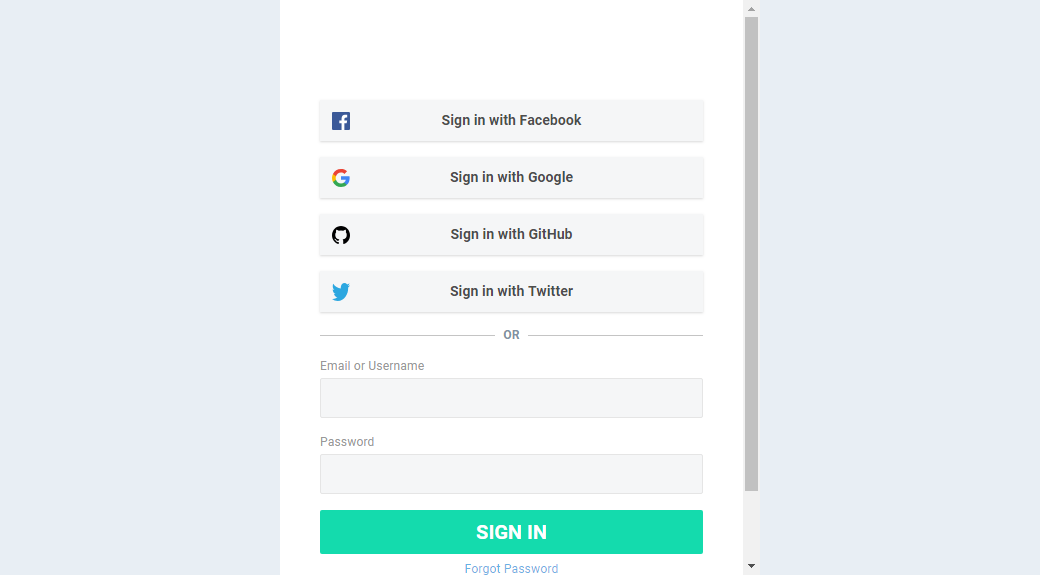 Sign in with Facebook
Sign in with Google
Sign in with GitHub
Sign in with Twitter
OR
Email or Username
Password
SIGN IN
Forgot Password